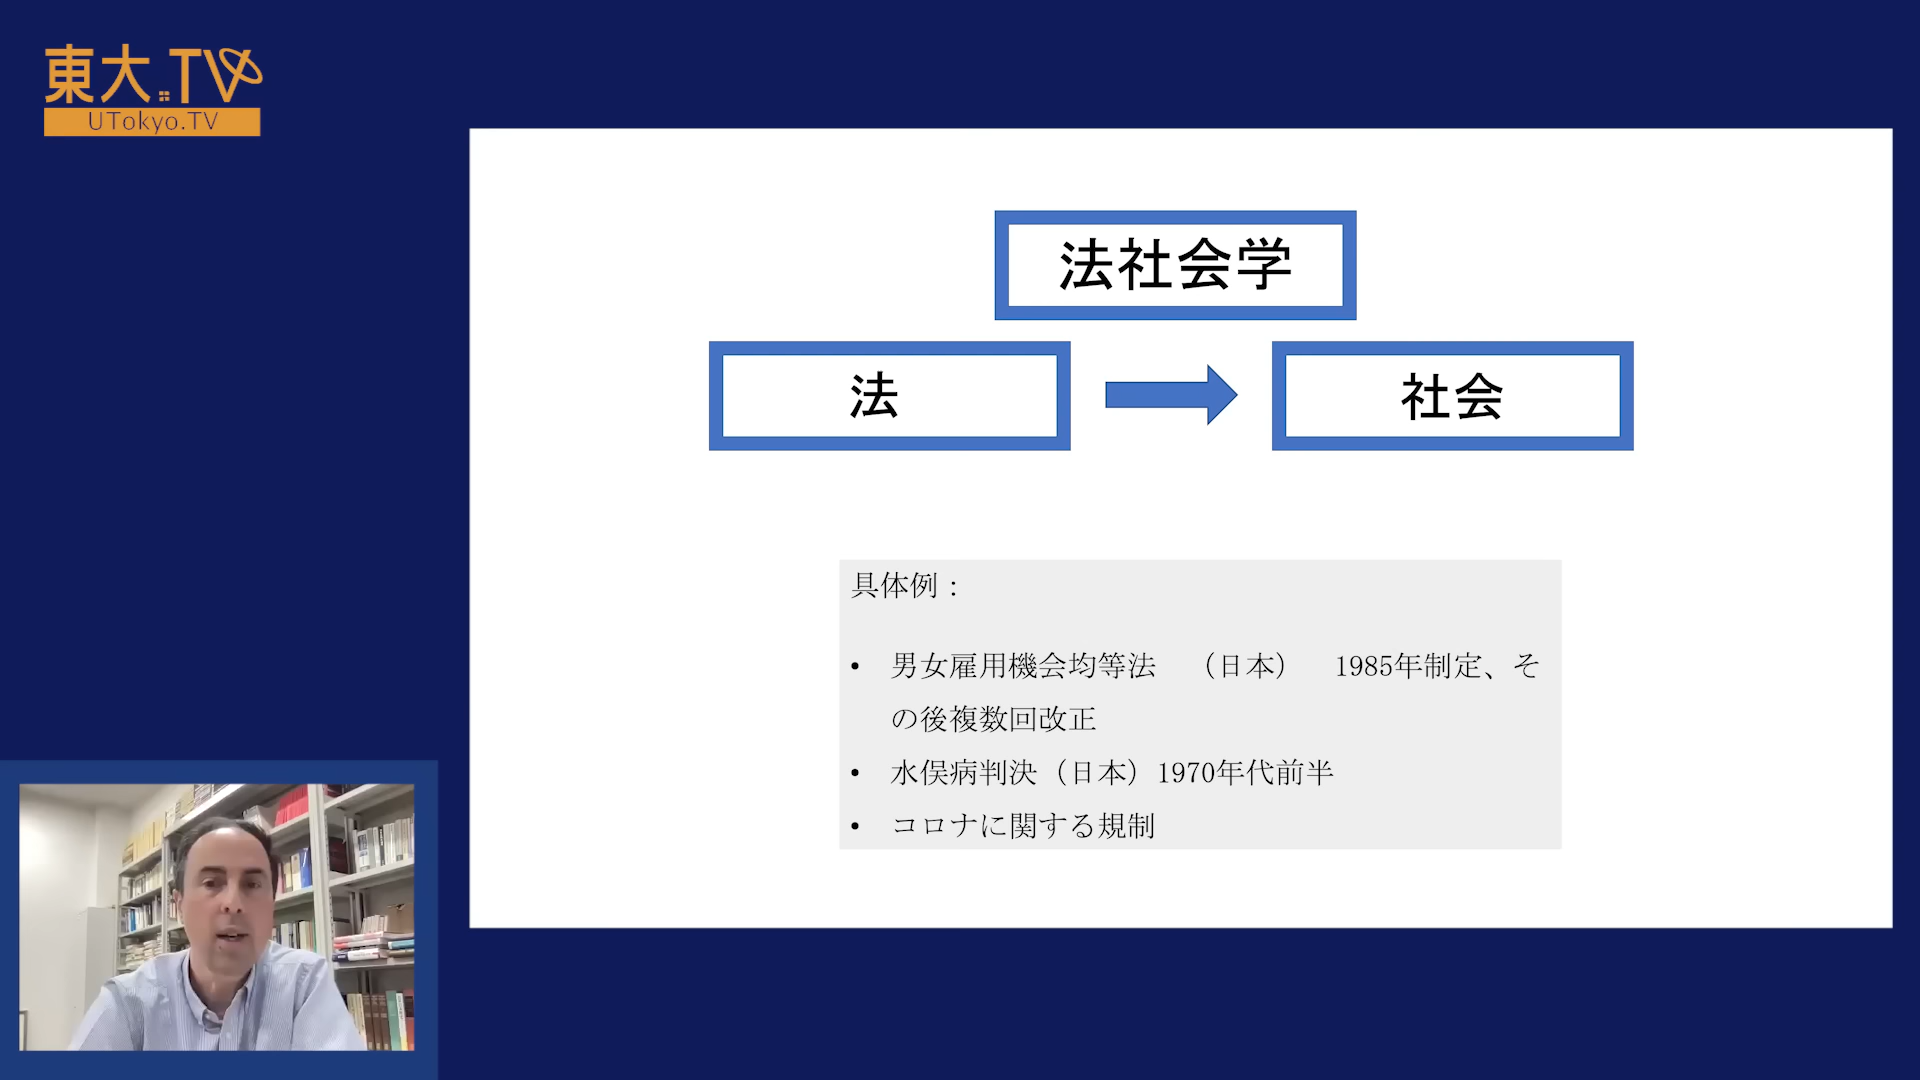 東大.TV
UTokyo.TV
法社会学
法
社会
具体例：
• 男女雇用機会均等法　（日本）　1985年制定、そ
の後複数回改正
• 水俣病判決（日本）1970年代前半
• コロナに関する規制